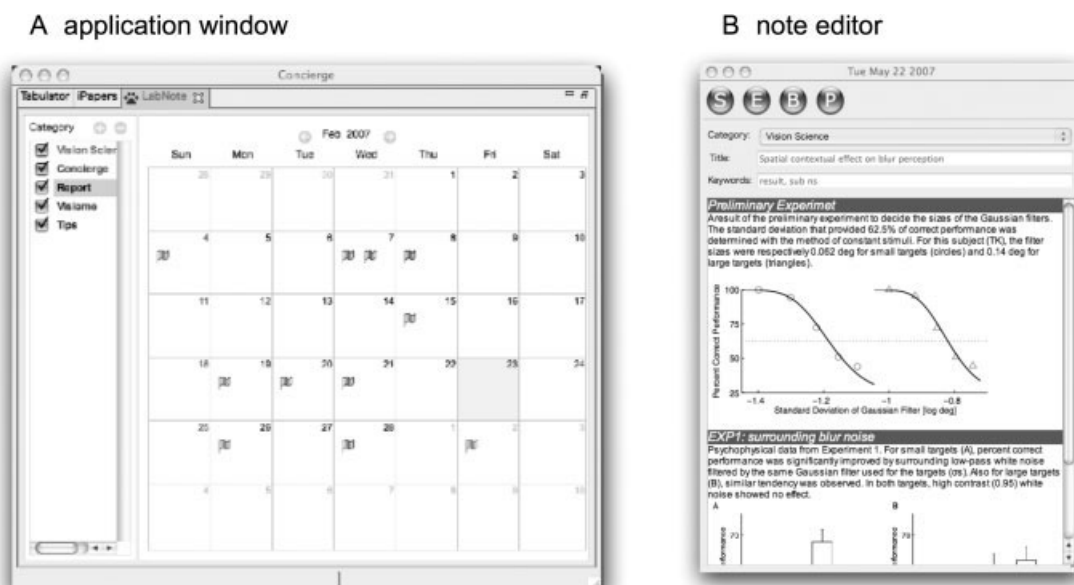 A application window
B note editor
Concierge
Tabulator iPapers LabNote
Category
Vision Scien
Concierge
Report
Visiome
Tips
Feb 2007
Sun Mon Tue Wed Thu Fri Sat
28 29 30 31 1 2 3
4 5 6 7 8 9 10
11 12 13 14 15 16 17
18 19 20 21 22 23 24
25 26 27 28 1 2 3
4 5 6 7 8 9 10
Tue May 22 2007
S E B P
Category: Vision Science
Title: Spatial contextual effect on blur perception
Keywords: result, sub ns
Preliminary Experimet
A result of the preliminary experiment to decide the sizes of the Gaussian filters.
The standard deviation that provided 62.5% of correct performance was
determined with the method of constant stimuli. For this subject (TK), the filter
sizes were respectively 0.062 deg for small targets (circles) and 0.14 deg for
large targets (triangles).
Percent Correct Performance
100
75
50
25
-1.4 -1.2 -1 -0.8
Standard Deviation of Gaussian Filter [log deg]
EXP1: surrounding blur noise
Psychophysical data from Experiment 1. For small targets (A), percent correct
performance was significantly improved by surrounding low-pass white noise
filtered by the same Gaussian filter used for the targets (σs). Also for large targets
(B), similar tendency was observed. In both targets, high contrast (0.95) white
noise showed no effect.
A B